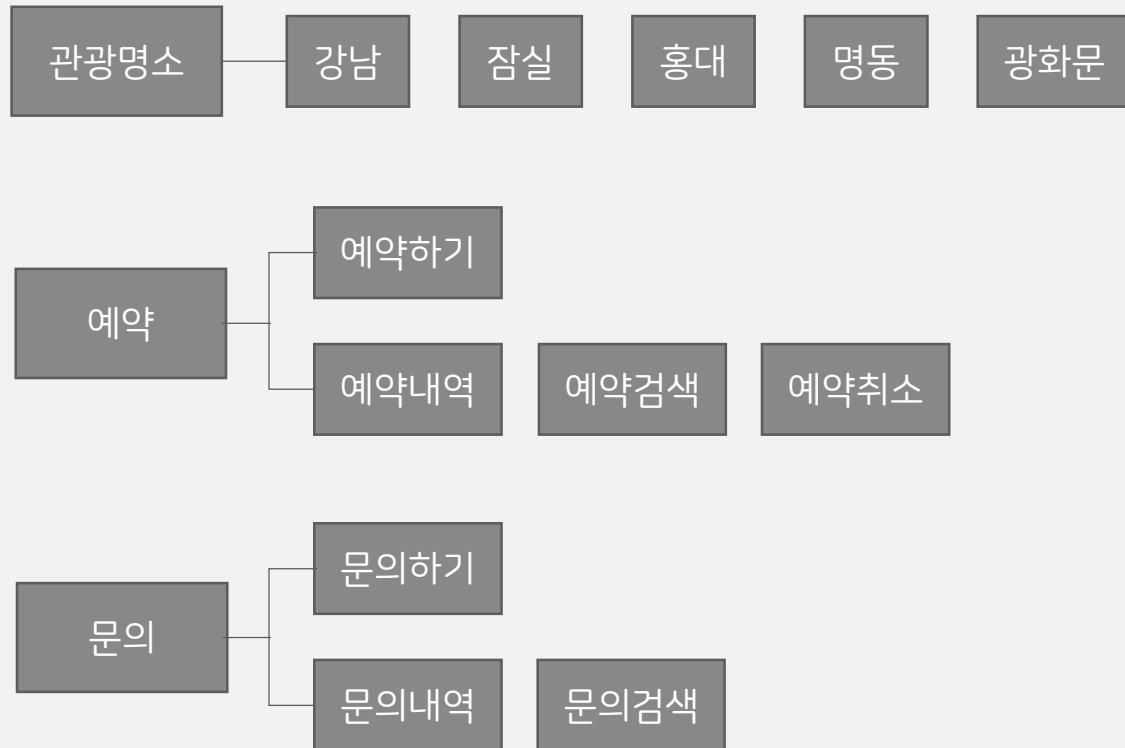 관광명소 강남 잠실 홍대 명동 광화문
예약하기
예약
예약내역 예약검색 예약취소
문의하기
문의
문의내역 문의검색